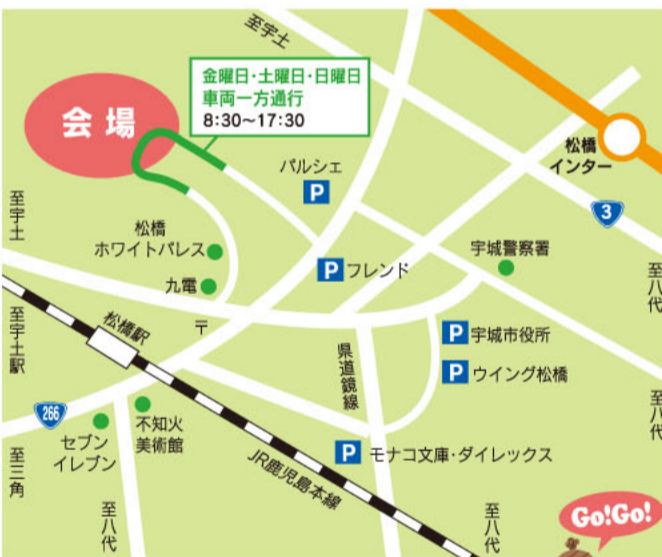 至宇土
会場
金曜日・土曜日・日曜日
車両一方通行
8:30〜17:30
松橋
インター
パルシェ
P
3
至宇土
松橋
ホワイトパレス
P フレンド
宇城警察署
至八代
九電
〒
至宇土駅
松橋駅
県道鏡線
P 宇城市役所
P ウイング松橋
266
不知火
美術館
セブン
イレブン
至八代
P モナコ文庫・ダイレックス
JR鹿児島本線
至三角
至八代
至八代
Go!Go!